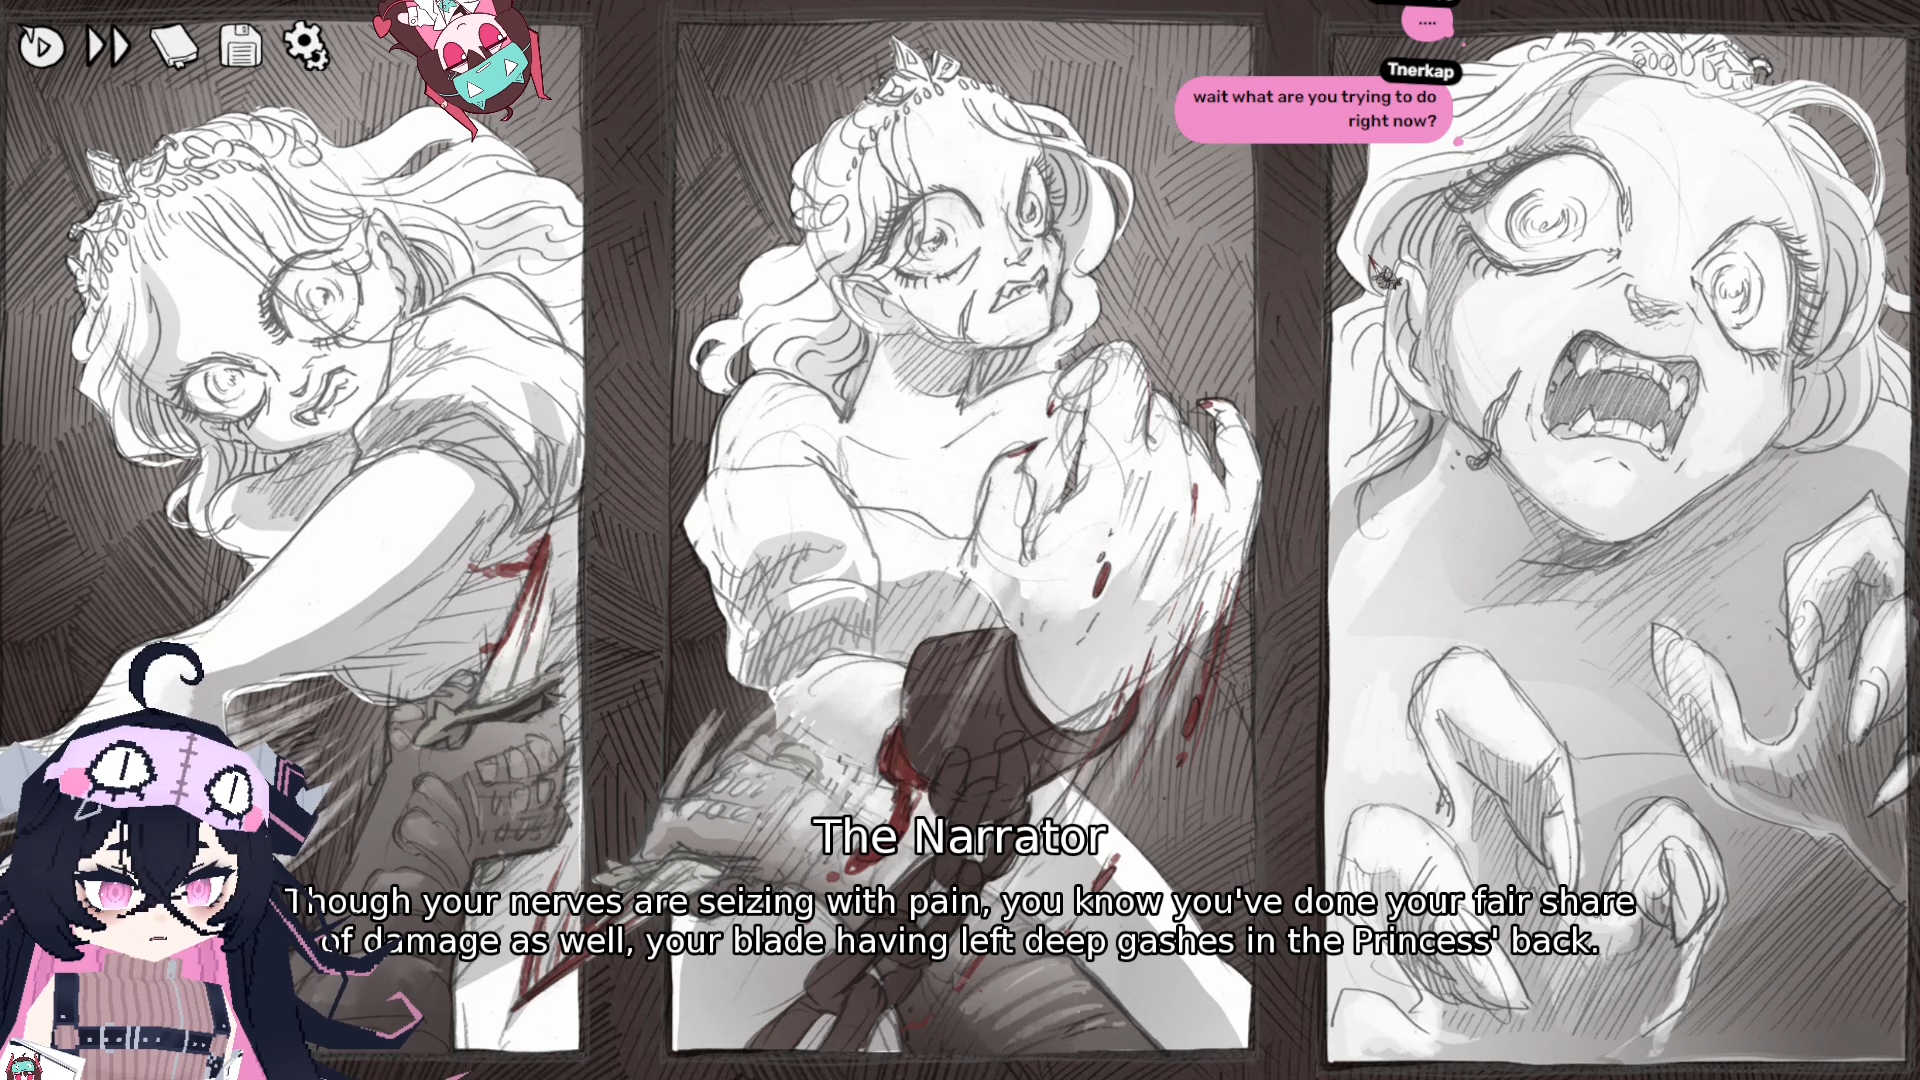 ....
Tnerkap
wait what are you trying to do
right now?
The Narrator
Though your nerves are seizing with pain, you know you've done your fair share
of damage as well, your blade having left deep gashes in the Princess' back.